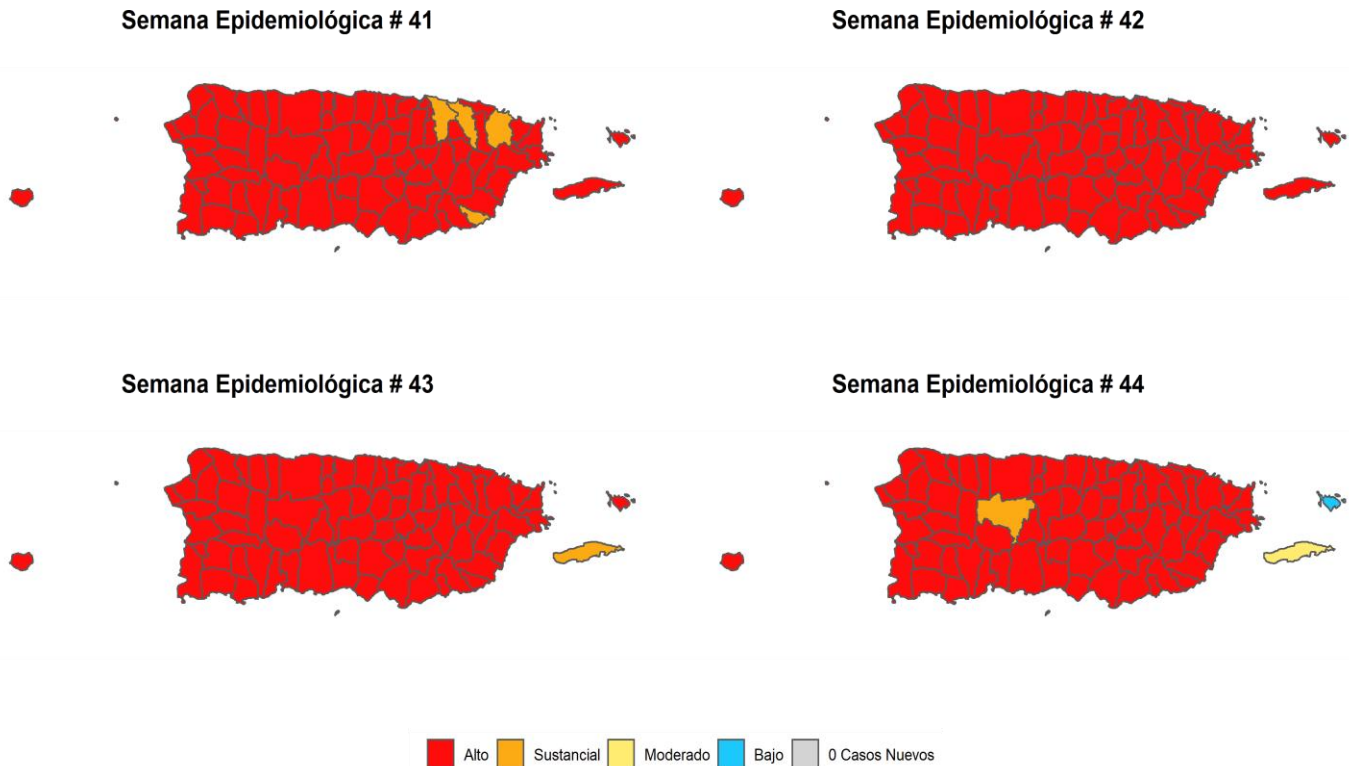 Semana Epidemiológica # 41
Semana Epidemiológica # 42
Semana Epidemiológica # 43
Semana Epidemiológica # 44
Alto Sustancial Moderado Bajo 0 Casos Nuevos